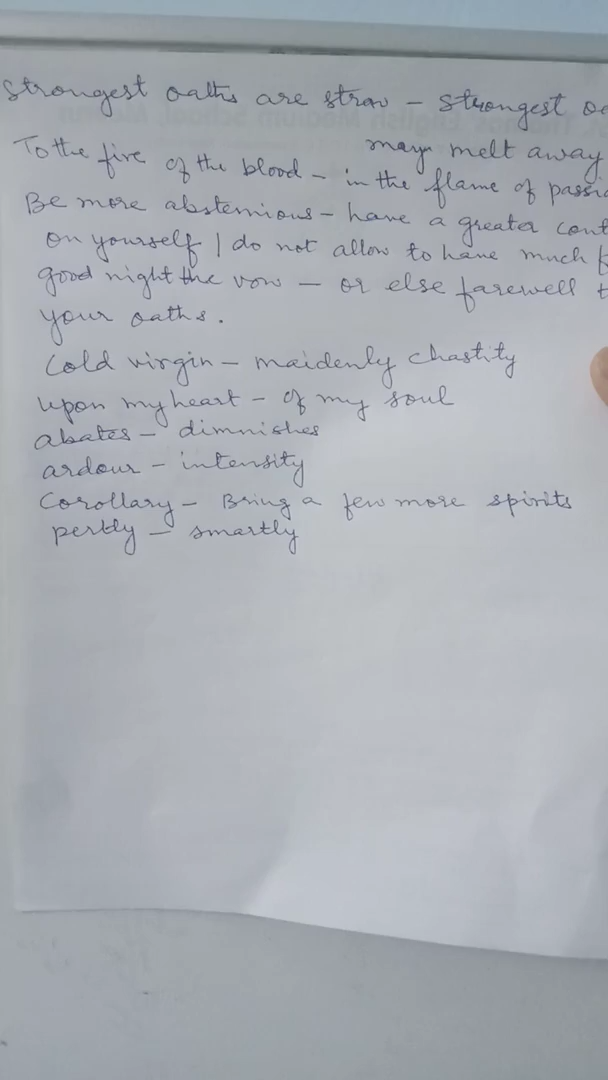 Strongest oaths are straw - Strongest oa
may melt away
To the fire of the blood - in the flame of passio
Be more abstemious - have a greater cont
on yourself / do not allow to have much f
good night the vow - or else farewell t
your oaths.
Cold virgin - maidenly chastity
upon my heart - of my soul
abates - dimnishes
ardour - intensity
Corollary - Bring a few more spirits
pertly - smartly